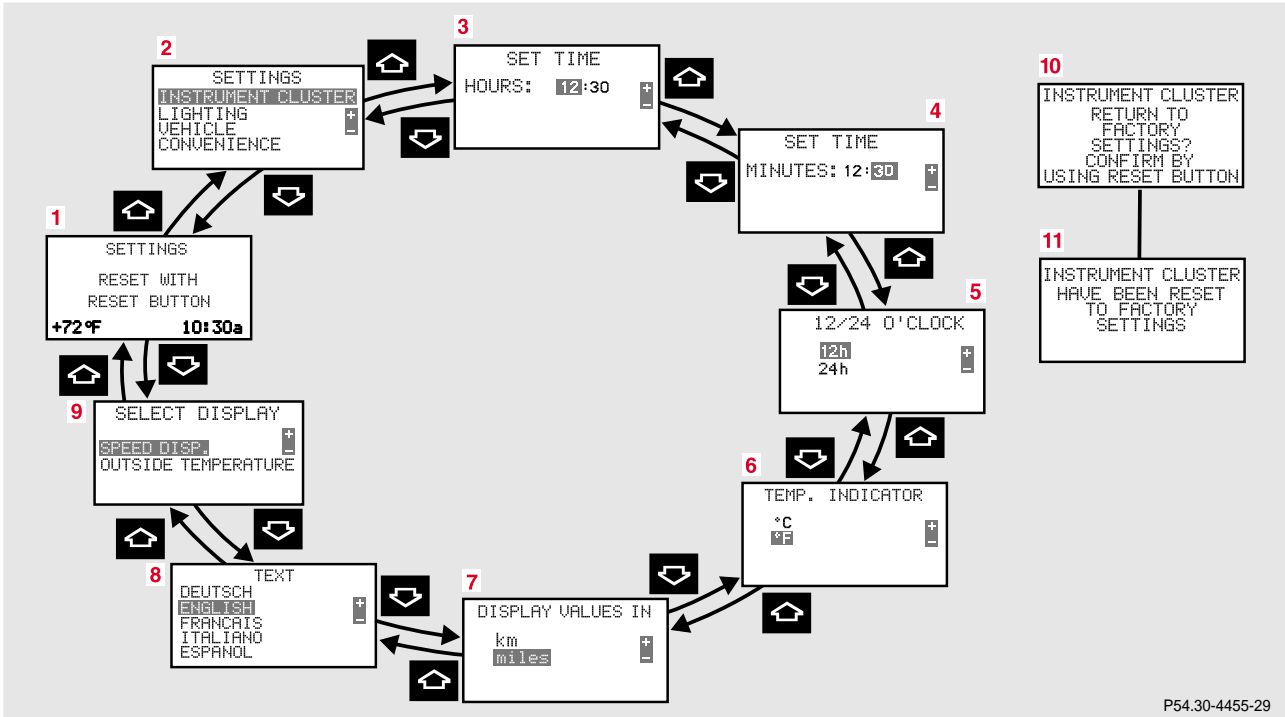 1
SETTINGS
RESET WITH
RESET BUTTON
+72°F 10:30a
2
SETTINGS
INSTRUMENT CLUSTER
LIGHTING
VEHICLE
CONVENIENCE
+
−
3
SET TIME
HOURS: 12:30
+
−
4
SET TIME
MINUTES: 12:30
+
−
5
12/24 O'CLOCK
12h
24h
+
−
6
TEMP. INDICATOR
°C
°F
+
−
7
DISPLAY VALUES IN
km
miles
+
−
8
TEXT
DEUTSCH
ENGLISH
FRANCAIS
ITALIANO
ESPANOL
+
−
9
SELECT DISPLAY
SPEED DISP.
OUTSIDE TEMPERATURE
+
−
10
INSTRUMENT CLUSTER
RETURN TO
FACTORY
SETTINGS?
CONFIRM BY
USING RESET BUTTON
11
INSTRUMENT CLUSTER
HAVE BEEN RESET
TO FACTORY
SETTINGS
P54.30-4455-29